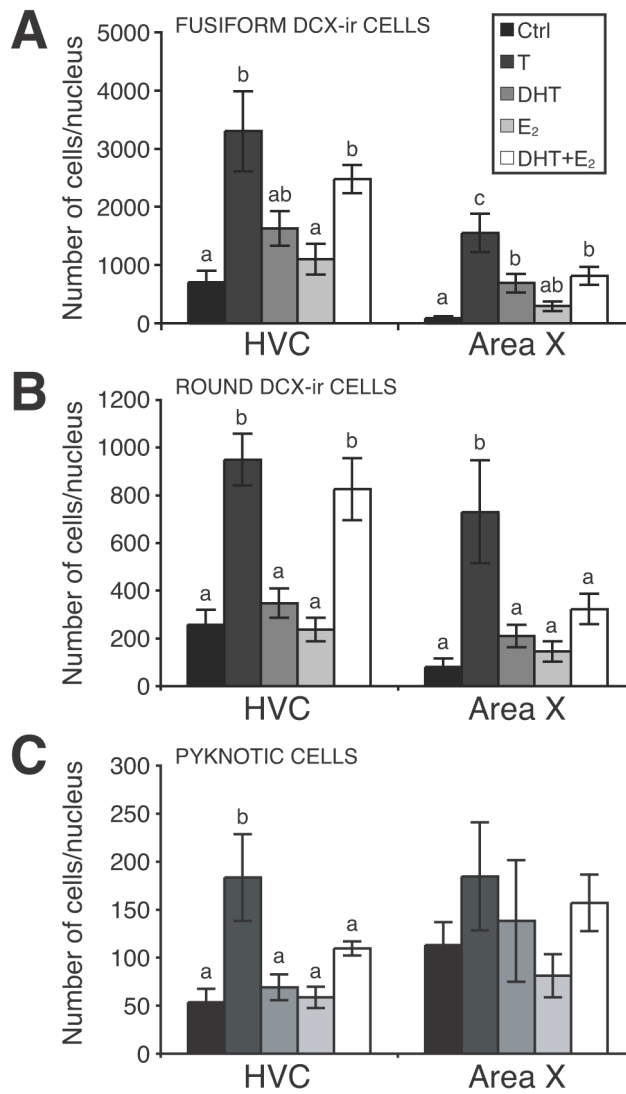 A
FUSIFORM DCX-ir CELLS
Number of cells/nucleus
5000
4000
3000
2000
1000
0
a
b
ab
a
b
a
c
b
ab
b
HVC
Area X
Ctrl
T
DHT
E₂
DHT+E₂
B
ROUND DCX-ir CELLS
Number of cells/nucleus
1200
1000
800
600
400
200
0
a
b
a
a
b
a
b
a
a
a
HVC
Area X
C
PYKNOTIC CELLS
Number of cells/nucleus
300
250
200
150
100
50
0
a
b
a
a
a
HVC
Area X